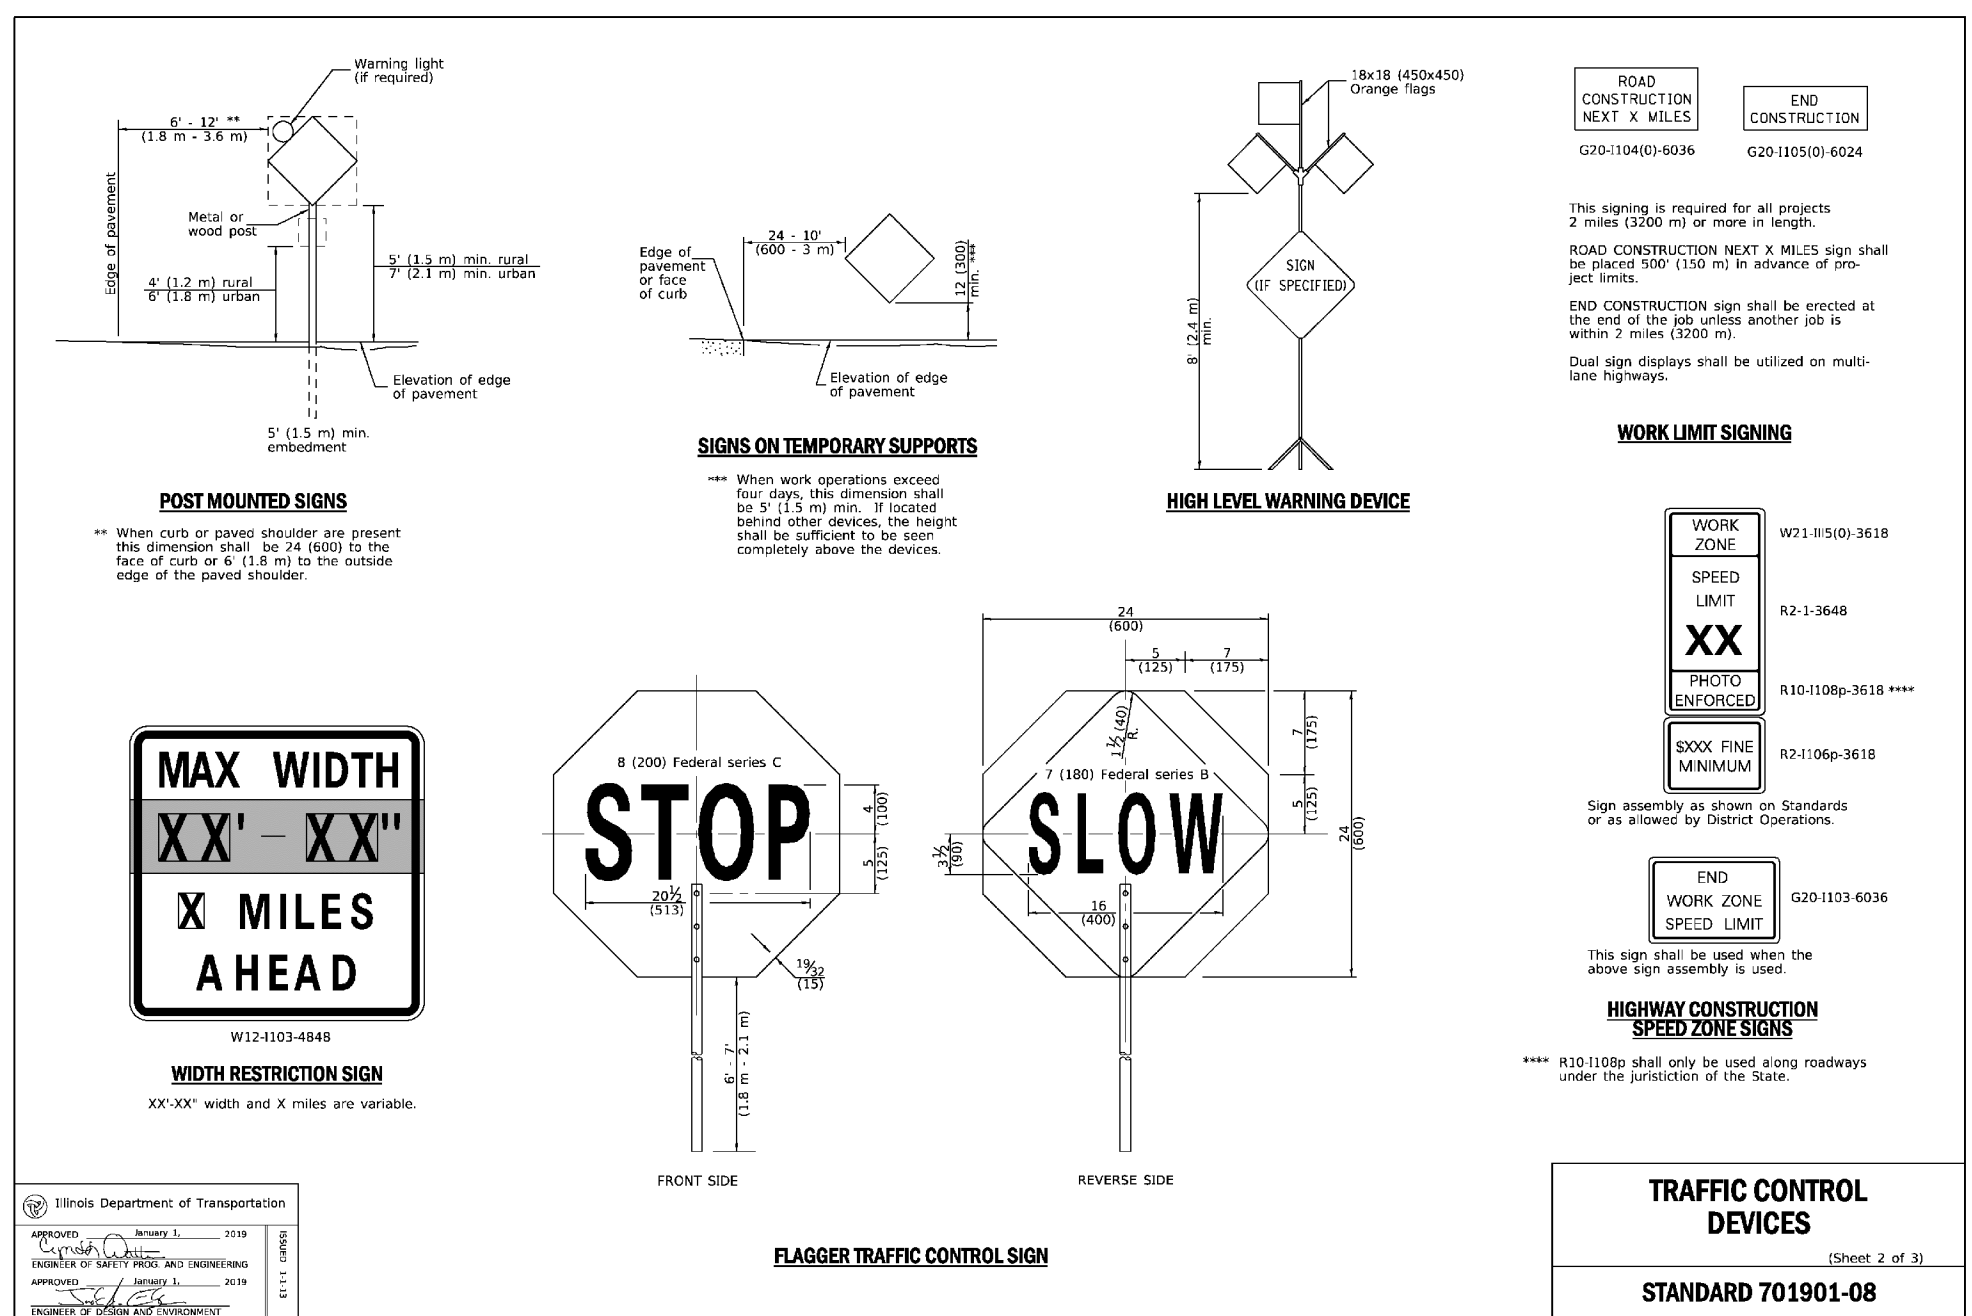 Warning light
(if required)
6' - 12' **
(1.8 m - 3.6 m)
Edge of pavement
Metal or
wood post
4' (1.2 m) rural
6' (1.8 m) urban
5' (1.5 m) min. rural
7' (2.1 m) min. urban
Elevation of edge
of pavement
5' (1.5 m) min.
embedment
POST MOUNTED SIGNS
** When curb or paved shoulder are present
this dimension shall be 24 (600) to the
face of curb or 6' (1.8 m) to the outside
edge of the paved shoulder.
24 - 10'
(600 - 3 m)
Edge of
pavement
or face
of curb
12 (300)
min. ***
Elevation of edge
of pavement
SIGNS ON TEMPORARY SUPPORTS
*** When work operations exceed
four days, this dimension shall
be 5' (1.5 m) min. If located
behind other devices, the height
shall be sufficient to be seen
completely above the devices.
18x18 (450x450)
Orange flags
SIGN
(IF SPECIFIED)
8' (2.4 m)
min.
HIGH LEVEL WARNING DEVICE
ROAD
CONSTRUCTION
NEXT X MILES
G20-I104(0)-6036
END
CONSTRUCTION
G20-I105(0)-6024
This signing is required for all projects
2 miles (3200 m) or more in length.
ROAD CONSTRUCTION NEXT X MILES sign shall
be placed 500' (150 m) in advance of pro-
ject limits.
END CONSTRUCTION sign shall be erected at
the end of the job unless another job is
within 2 miles (3200 m).
Dual sign displays shall be utilized on multi-
lane highways.
WORK LIMIT SIGNING
WORK
ZONE
W21-III5(0)-3618
SPEED
LIMIT
XX
R2-1-3648
PHOTO
ENFORCED
R10-I108p-3618 ****
$XXX FINE
MINIMUM
R2-I106p-3618
Sign assembly as shown on Standards
or as allowed by District Operations.
END
WORK ZONE
SPEED LIMIT
G20-I103-6036
This sign shall be used when the
above sign assembly is used.
HIGHWAY CONSTRUCTION
SPEED ZONE SIGNS
**** R10-I108p shall only be used along roadways
under the juristiction of the State.
MAX WIDTH
XX' – XX"
X MILES
AHEAD
W12-I103-4848
WIDTH RESTRICTION SIGN
XX'-XX" width and X miles are variable.
8 (200) Federal series C
STOP
4
(100)
5
(125)
20½
(513)
19/32
(15)
6' - 7'
(1.8 m - 2.1 m)
FRONT SIDE
24
(600)
5
(125)
7
(175)
1½ (40)
R.
7
(175)
7 (180) Federal series B
SLOW
5
(125)
24
(600)
3½
(90)
16
(400)
REVERSE SIDE
FLAGGER TRAFFIC CONTROL SIGN
Illinois Department of Transportation
APPROVED January 1, 2019
ENGINEER OF SAFETY PROG. AND ENGINEERING
APPROVED January 1, 2019
ENGINEER OF DESIGN AND ENVIRONMENT
ISSUED 1-1-13
TRAFFIC CONTROL
DEVICES
(Sheet 2 of 3)
STANDARD 701901-08